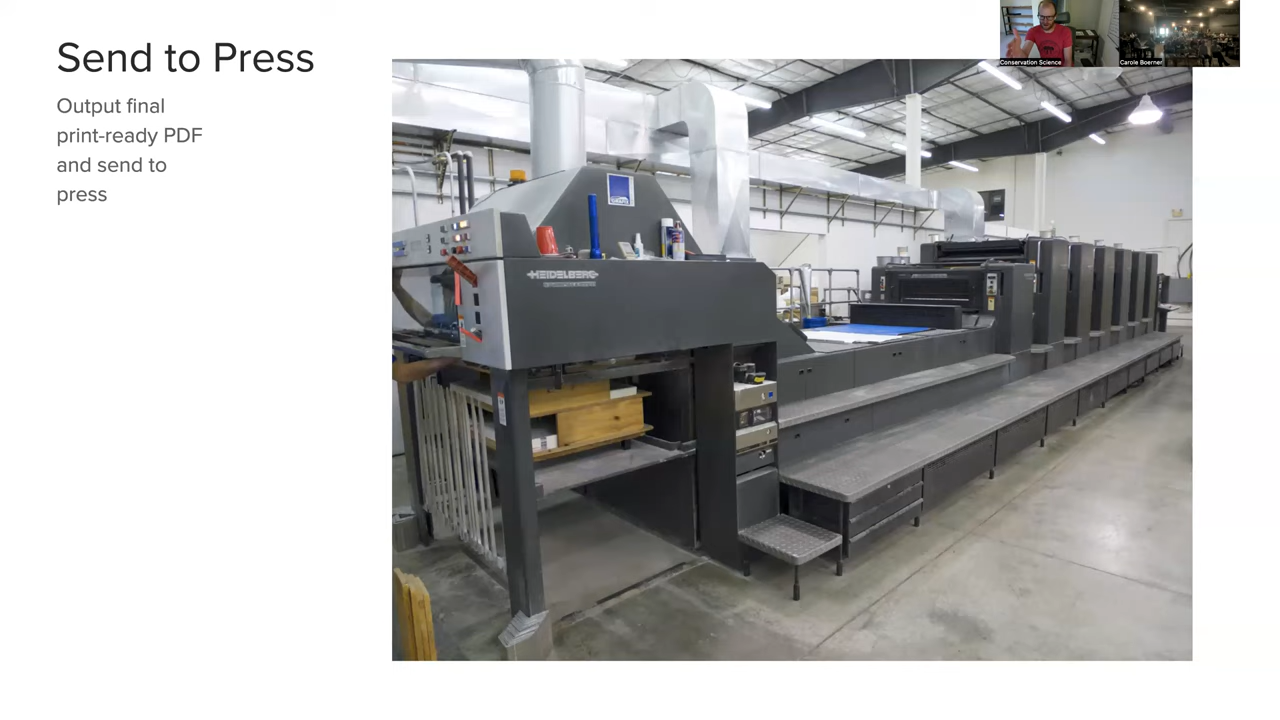 Send to Press
Output final
print-ready PDF
and send to
press
Conservation Science
Carole Boerner
HEIDELBERG